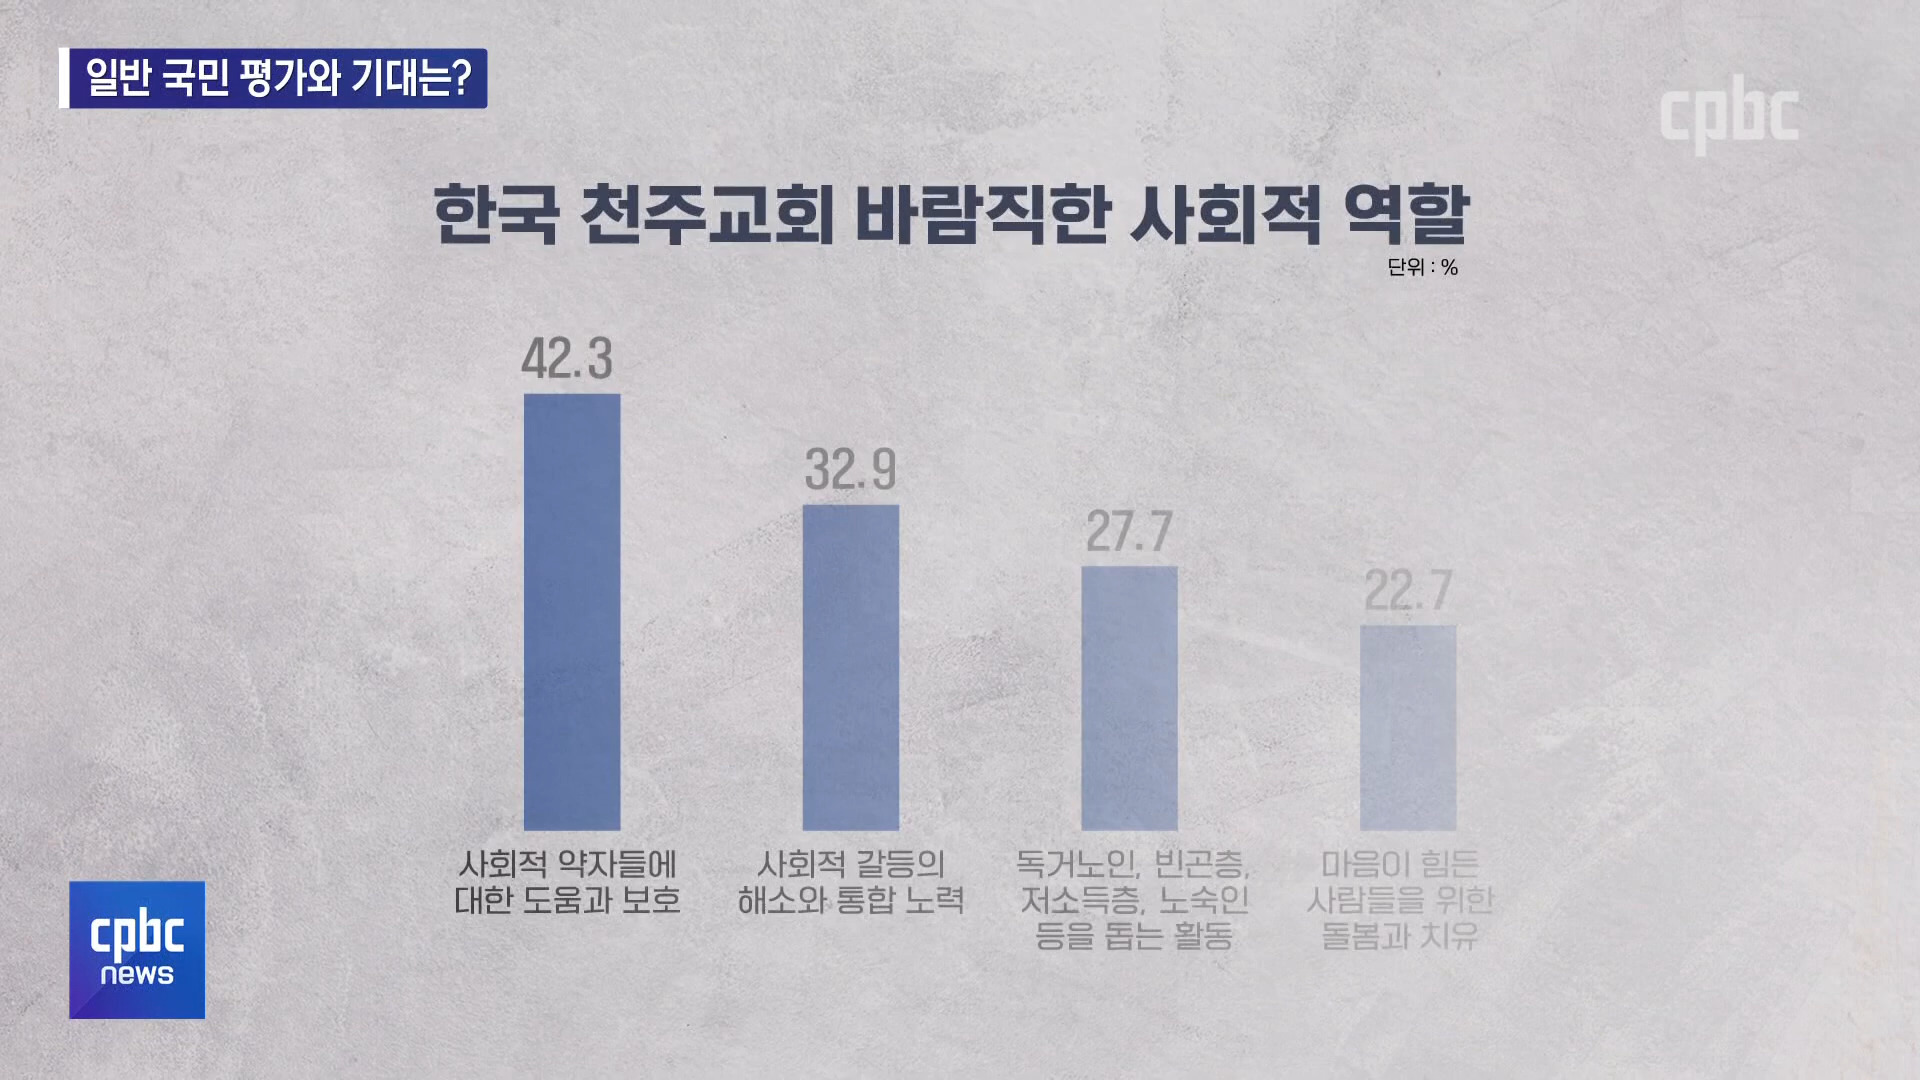 일반 국민 평가와 기대는?
cpbc
한국 천주교회 바람직한 사회적 역할
단위 : %
42.3
32.9
27.7
22.7
사회적 약자들에
대한 도움과 보호
사회적 갈등의
해소와 통합 노력
독거노인, 빈곤층,
저소득층, 노숙인
등을 돕는 활동
마음이 힘든
사람들을 위한
돌봄과 치유
cpbc
news